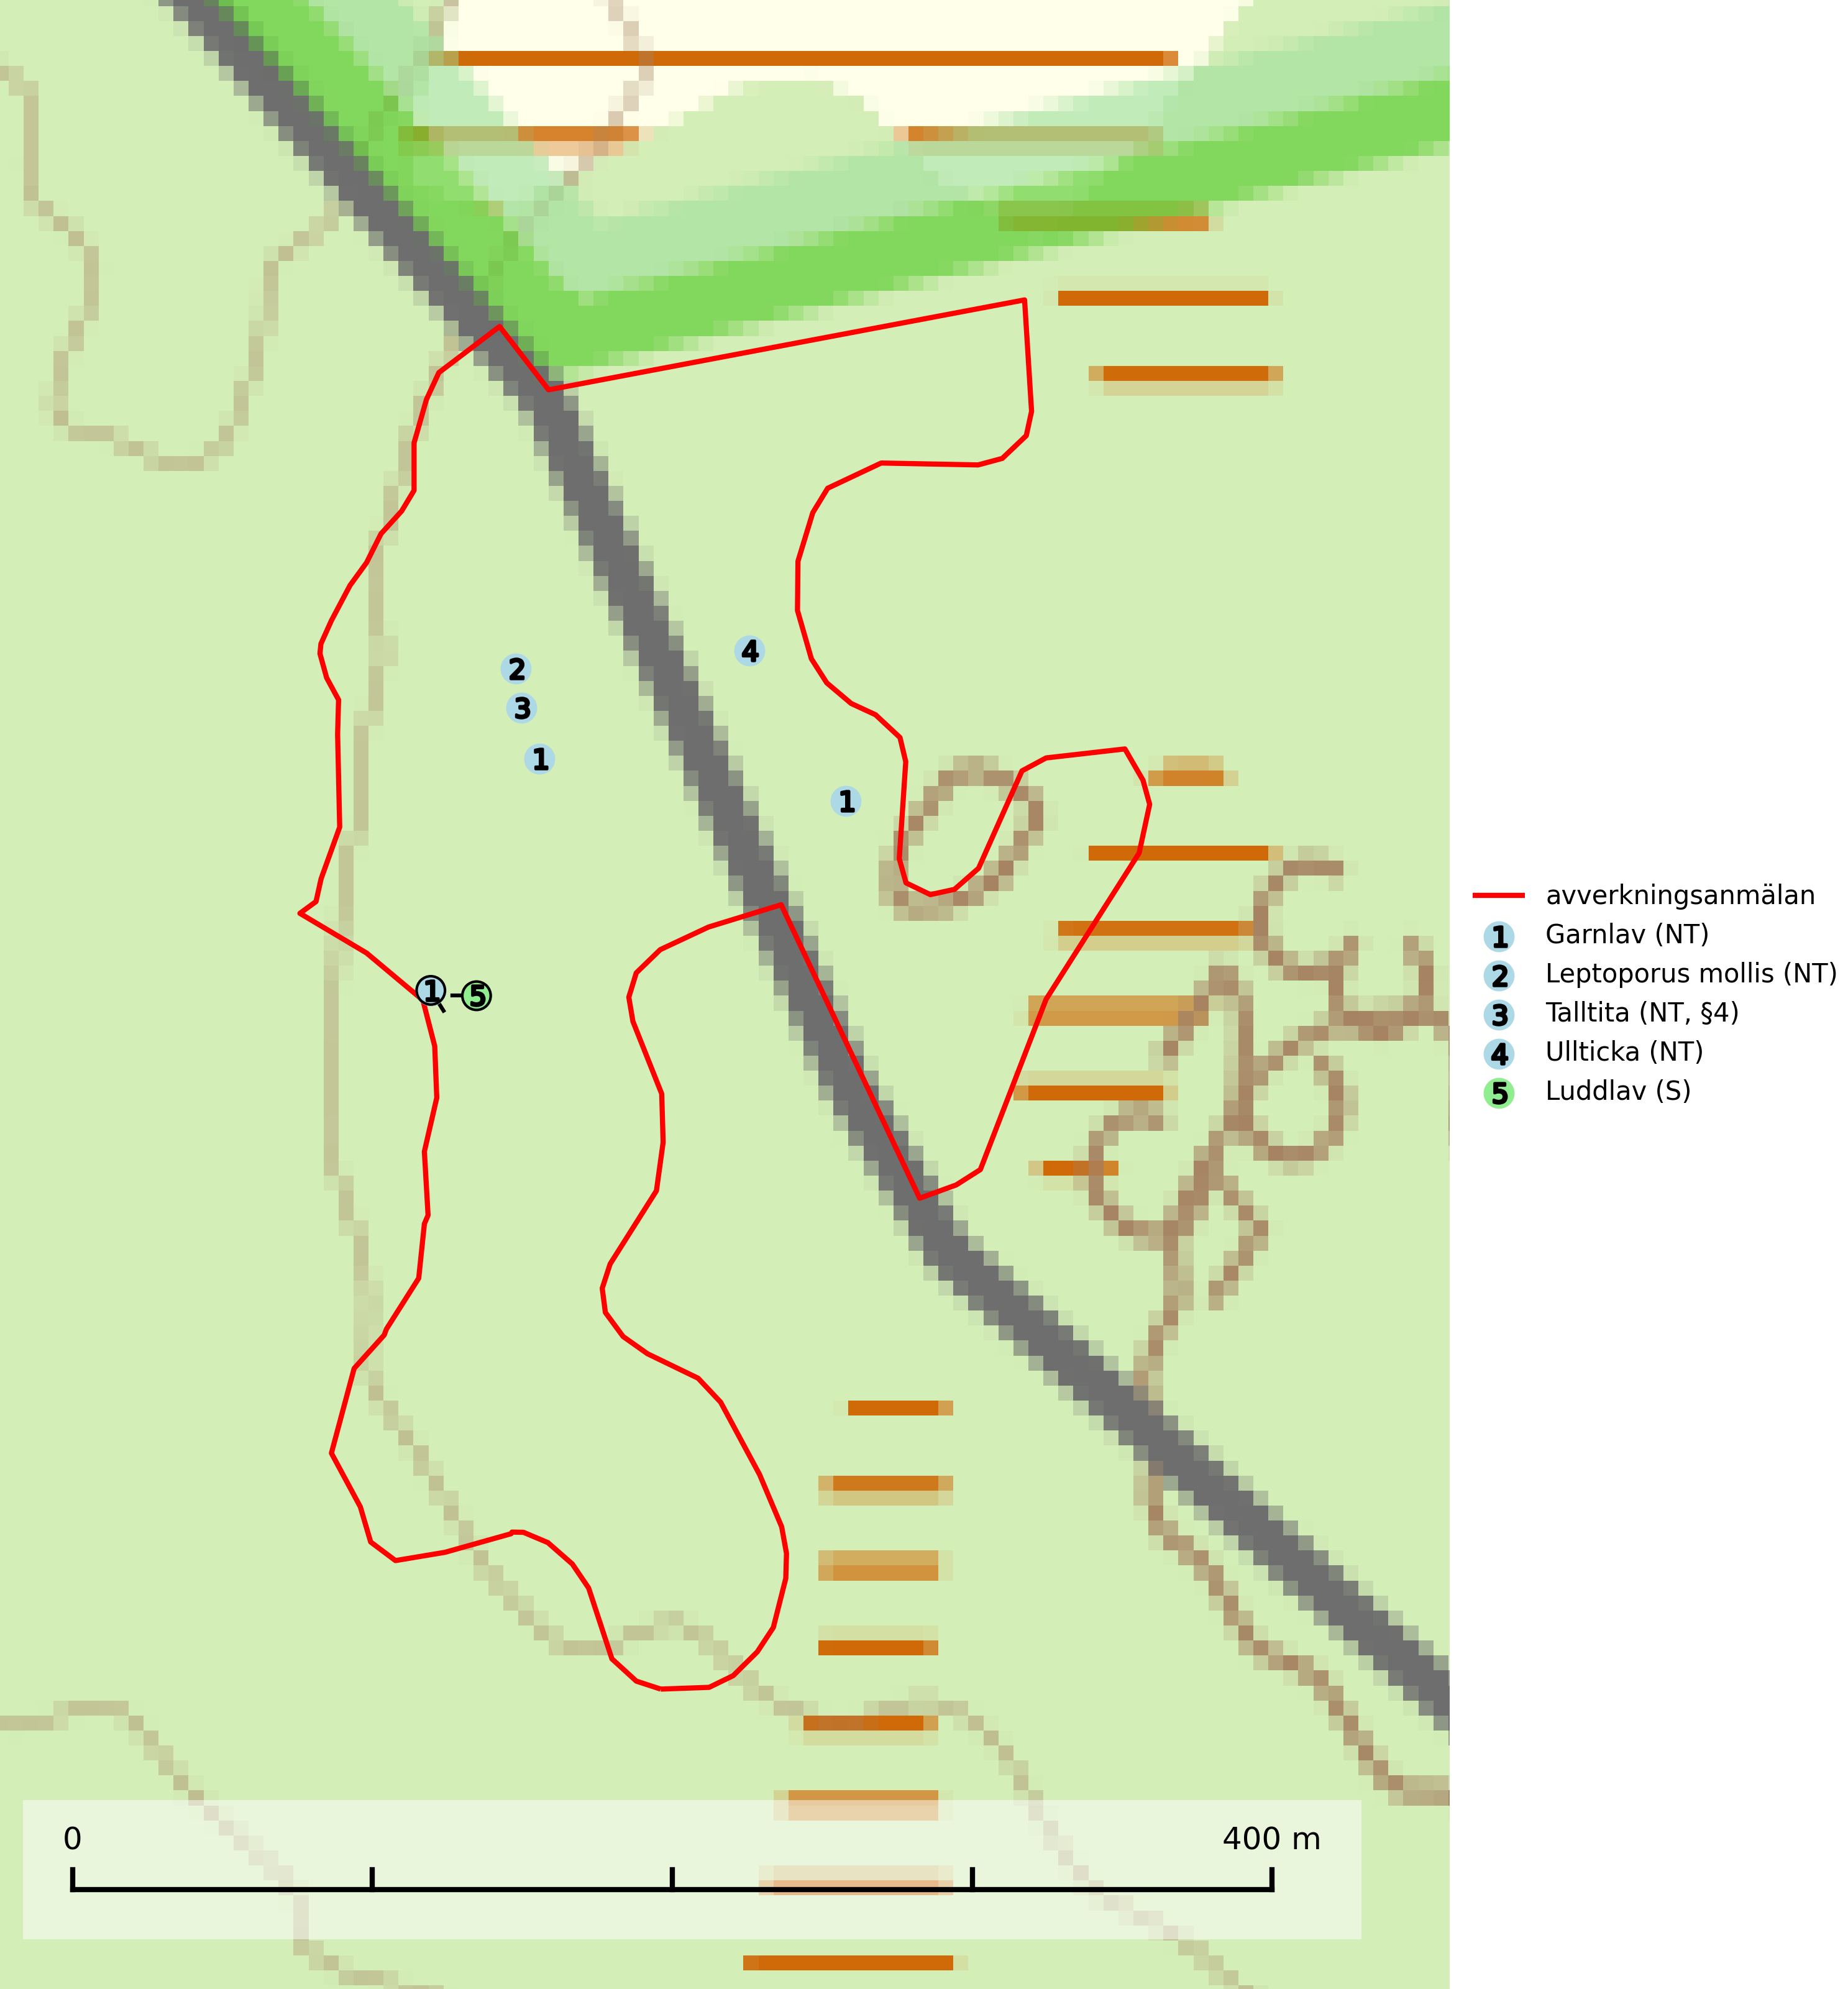 2
3
1
4
1
1
5
avverkningsanmälan
1 Garnlav (NT)
2 Leptoporus mollis (NT)
3 Talltita (NT, §4)
4 Ullticka (NT)
5 Luddlav (S)
0 400 m